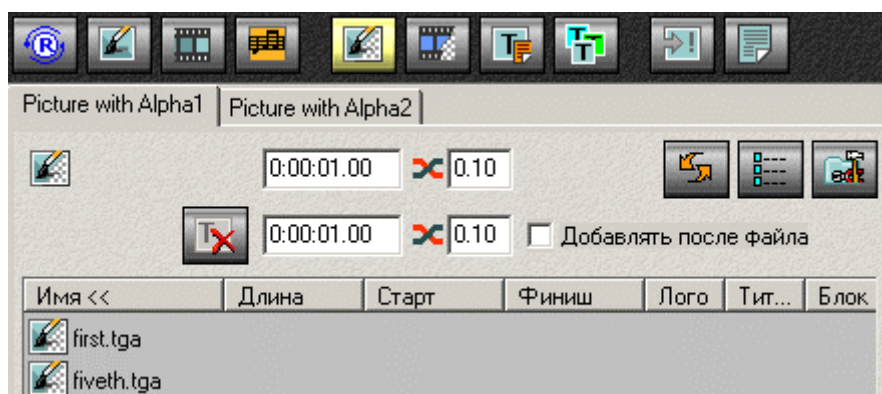 R
T T T
Picture with Alpha1 Picture with Alpha2
0:00:01.00 0.10
T 0:00:01.00 0.10 Добавлять после файла
Имя << Длина Старт Финиш Лого Тит... Блок
first.tga
fiveth.tga